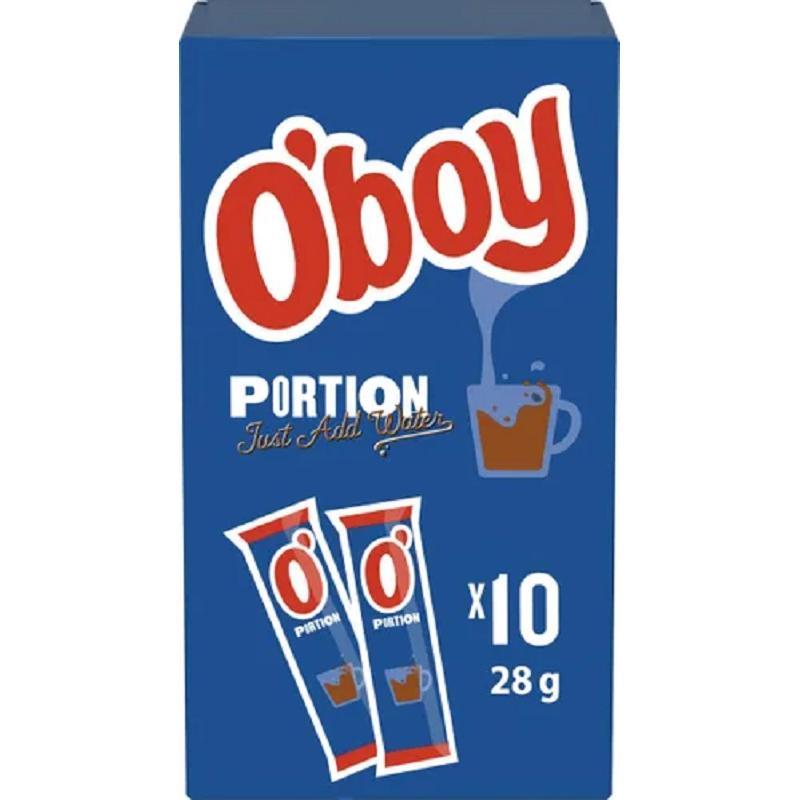 O'boy
PORTION
Just Add Water
O'
PORTION
O'
PORTION
x10
28 g